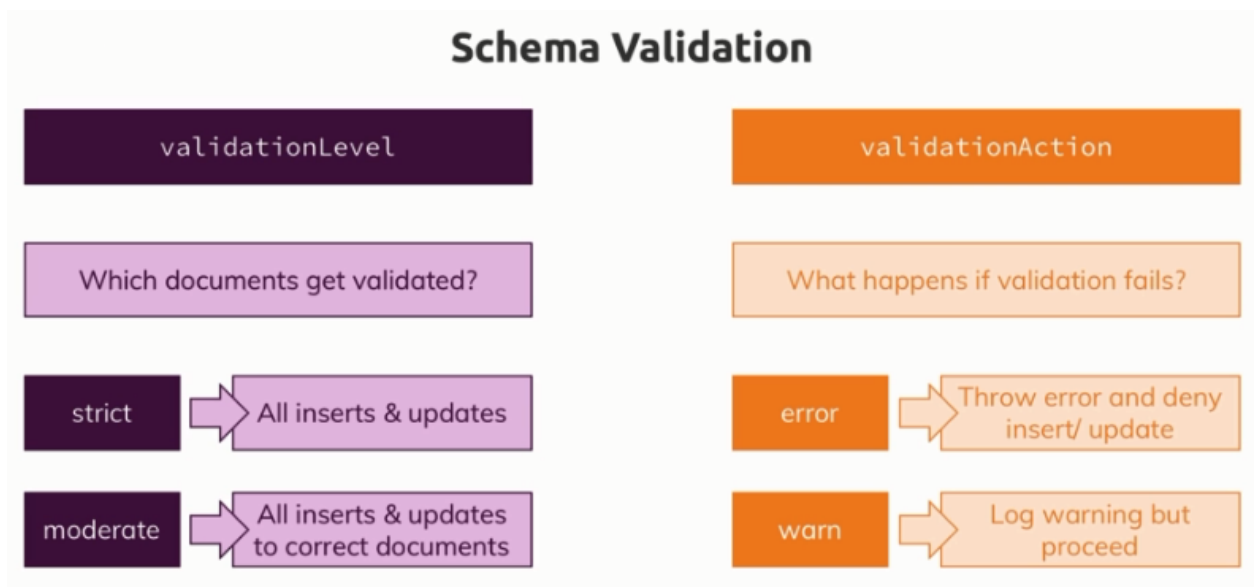 Schema Validation
validationLevel
validationAction
Which documents get validated?
What happens if validation fails?
strict
All inserts & updates
error
Throw error and deny
insert/ update
moderate
All inserts & updates
to correct documents
warn
Log warning but
proceed